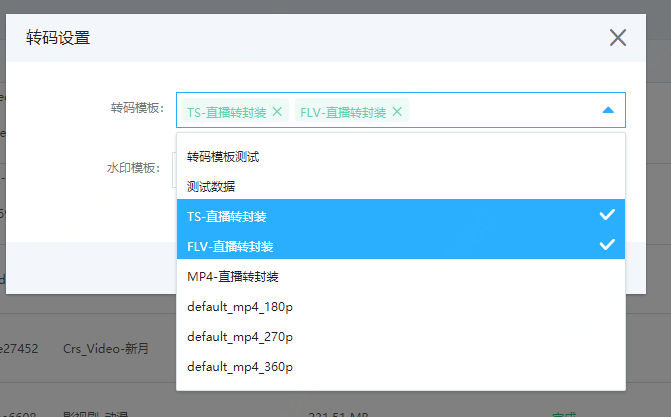 转码设置
转码模板：
TS-直播转封装
FLV-直播转封装
水印模板：
转码模板测试
测试数据
TS-直播转封装
FLV-直播转封装
MP4-直播转封装
default_mp4_180p
default_mp4_270p
default_mp4_360p
e27452
Crs_Video-新月